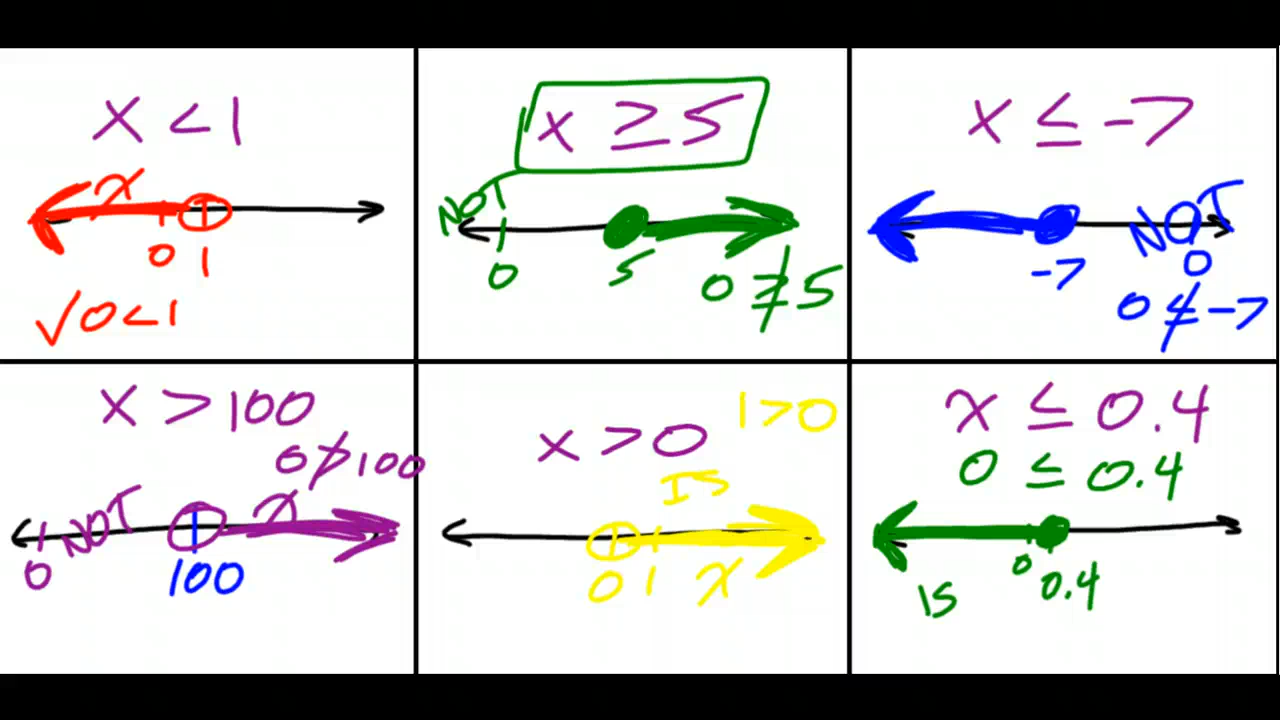 x < 1
x
0 1
√ 0 < 1
x ≥ 5
NOT
0 5
0 ≱ 5
x ≤ -7
NOT
-7 0
0 ≰ -7
x > 100
0 ≯ 100
NOT x
0 100
x > 0
1 > 0
IS
0 1 x
x ≤ 0.4
0 ≤ 0.4
0 0.4
IS